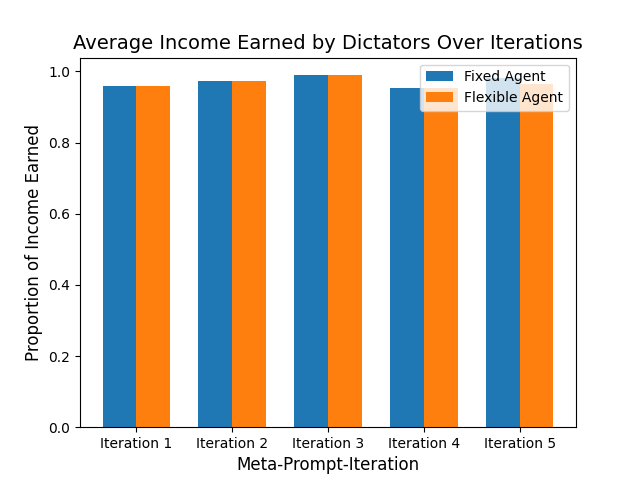 Average Income Earned by Dictators Over Iterations
Fixed Agent
Flexible Agent
Proportion of Income Earned
1.0
0.8
0.6
0.4
0.2
0.0
Iteration 1
Iteration 2
Iteration 3
Iteration 4
Iteration 5
Meta-Prompt-Iteration